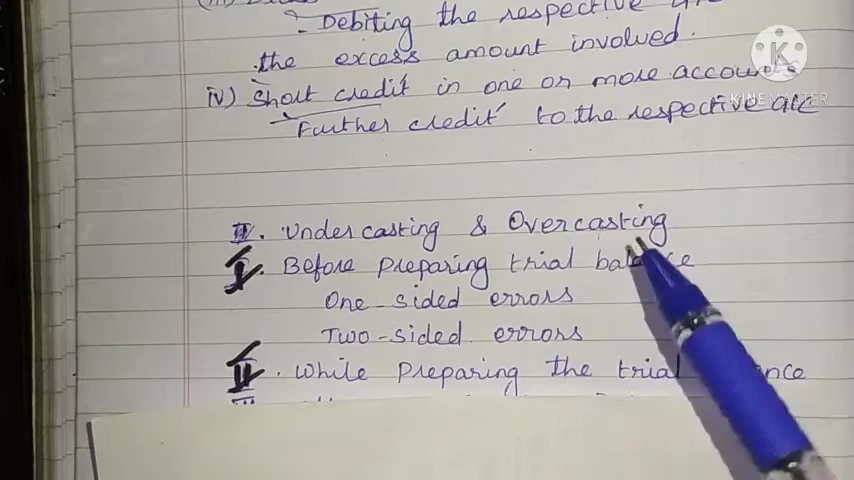 Debiting the respective
the excess amount involved.
iv) Short credit in one or more accounts
Further credit to the respective a/c
KINEMASTER
II. Undercasting & Overcasting
I. Before preparing trial balance
One-sided errors
Two-sided errors
II. While preparing the trial